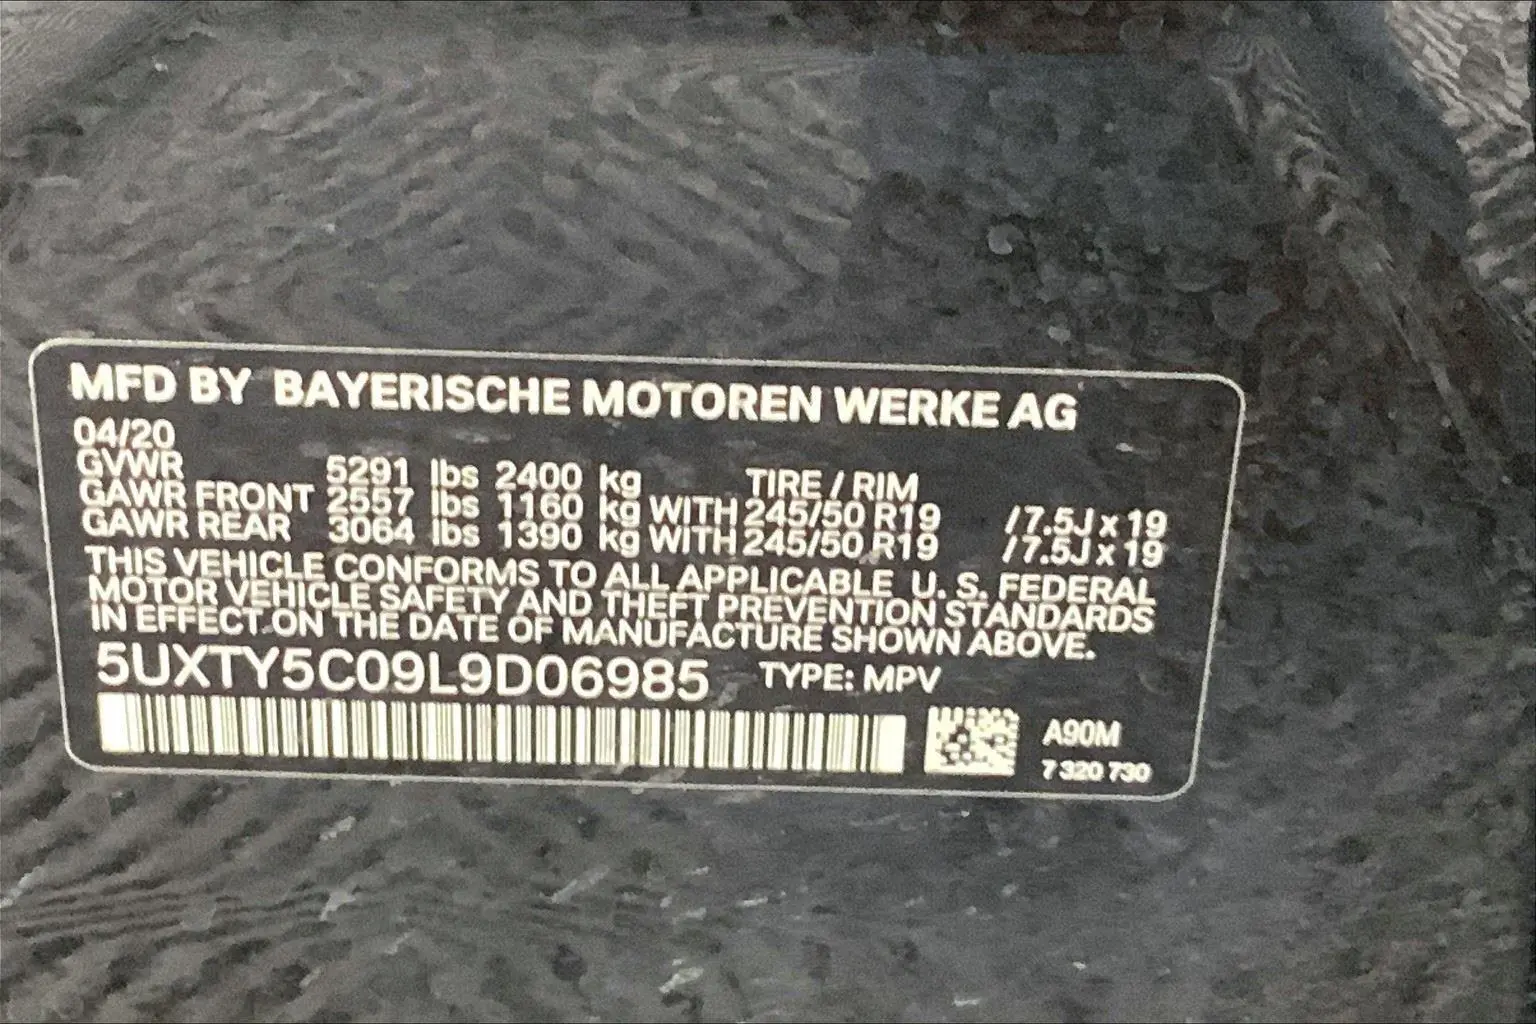 MFD BY BAYERISCHE MOTOREN WERKE AG
04/20
GVWR 5291 lbs 2400 kg TIRE / RIM
GAWR FRONT 2557 lbs 1160 kg WITH 245/50 R19 /7.5J x 19
GAWR REAR 3064 lbs 1390 kg WITH 245/50 R19 /7.5J x 19
THIS VEHICLE CONFORMS TO ALL APPLICABLE U. S. FEDERAL
MOTOR VEHICLE SAFETY AND THEFT PREVENTION STANDARDS
IN EFFECT ON THE DATE OF MANUFACTURE SHOWN ABOVE.
5UXTY5C09L9D06985 TYPE: MPV
A90M
7 320 730